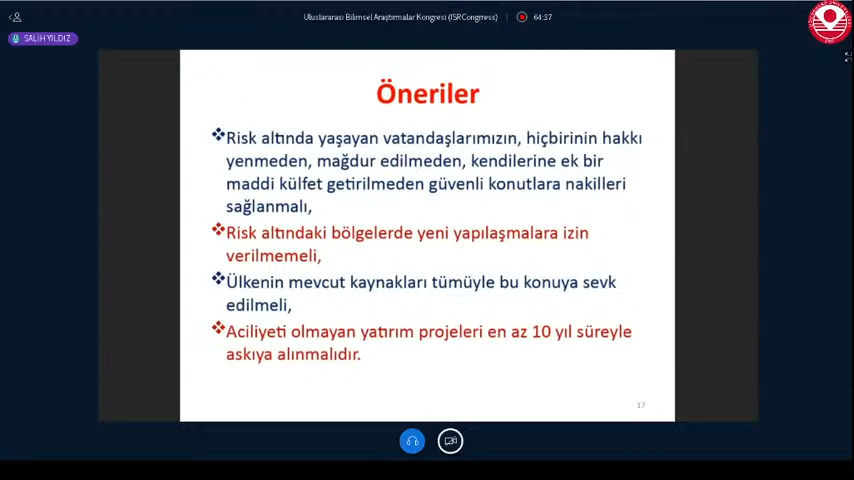 Uluslararası Bilimsel Araştırmalar Kongresi (ISRCongrress)
64:37
SALİH YILDIZ
Öneriler
❖Risk altında yaşayan vatandaşlarımızın, hiçbirinin hakkı
yenmeden, mağdur edilmeden, kendilerine ek bir
maddi külfet getirilmeden güvenli konutlara nakilleri
sağlanmalı,
❖Risk altındaki bölgelerde yeni yapılaşmalara izin
verilmemeli,
❖Ülkenin mevcut kaynakları tümüyle bu konuya sevk
edilmeli,
❖Aciliyeti olmayan yatırım projeleri en az 10 yıl süreyle
askıya alınmalıdır.
17